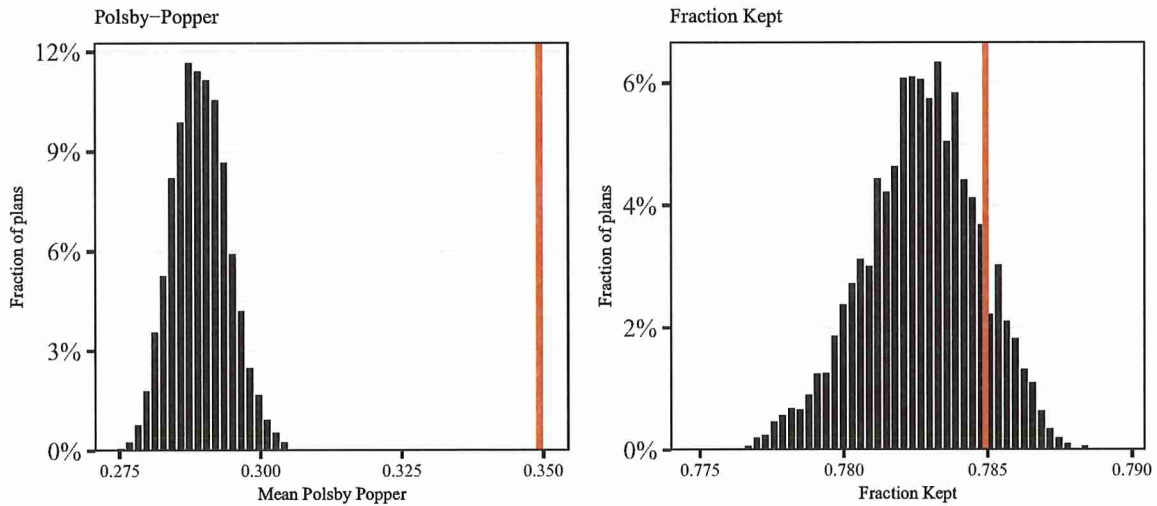 Polsby−Popper
12%
9%
6%
3%
0%
Fraction of plans
0.275
0.300
0.325
0.350
Mean Polsby Popper
Fraction Kept
6%
4%
2%
0%
Fraction of plans
0.775
0.780
0.785
0.790
Fraction Kept